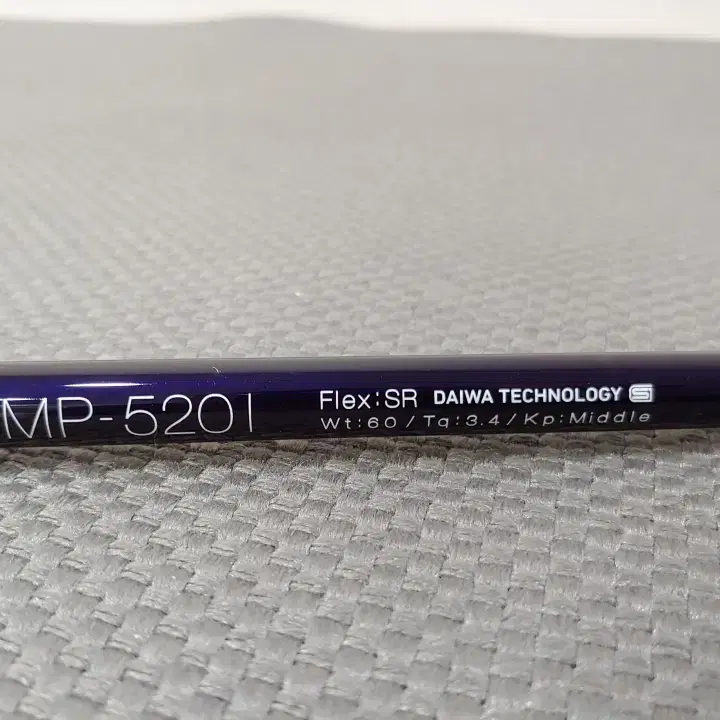 MP-520I
Flex:SR DAIWA TECHNOLOGY S
Wt:60/Tq:3.4/Kp:Middle